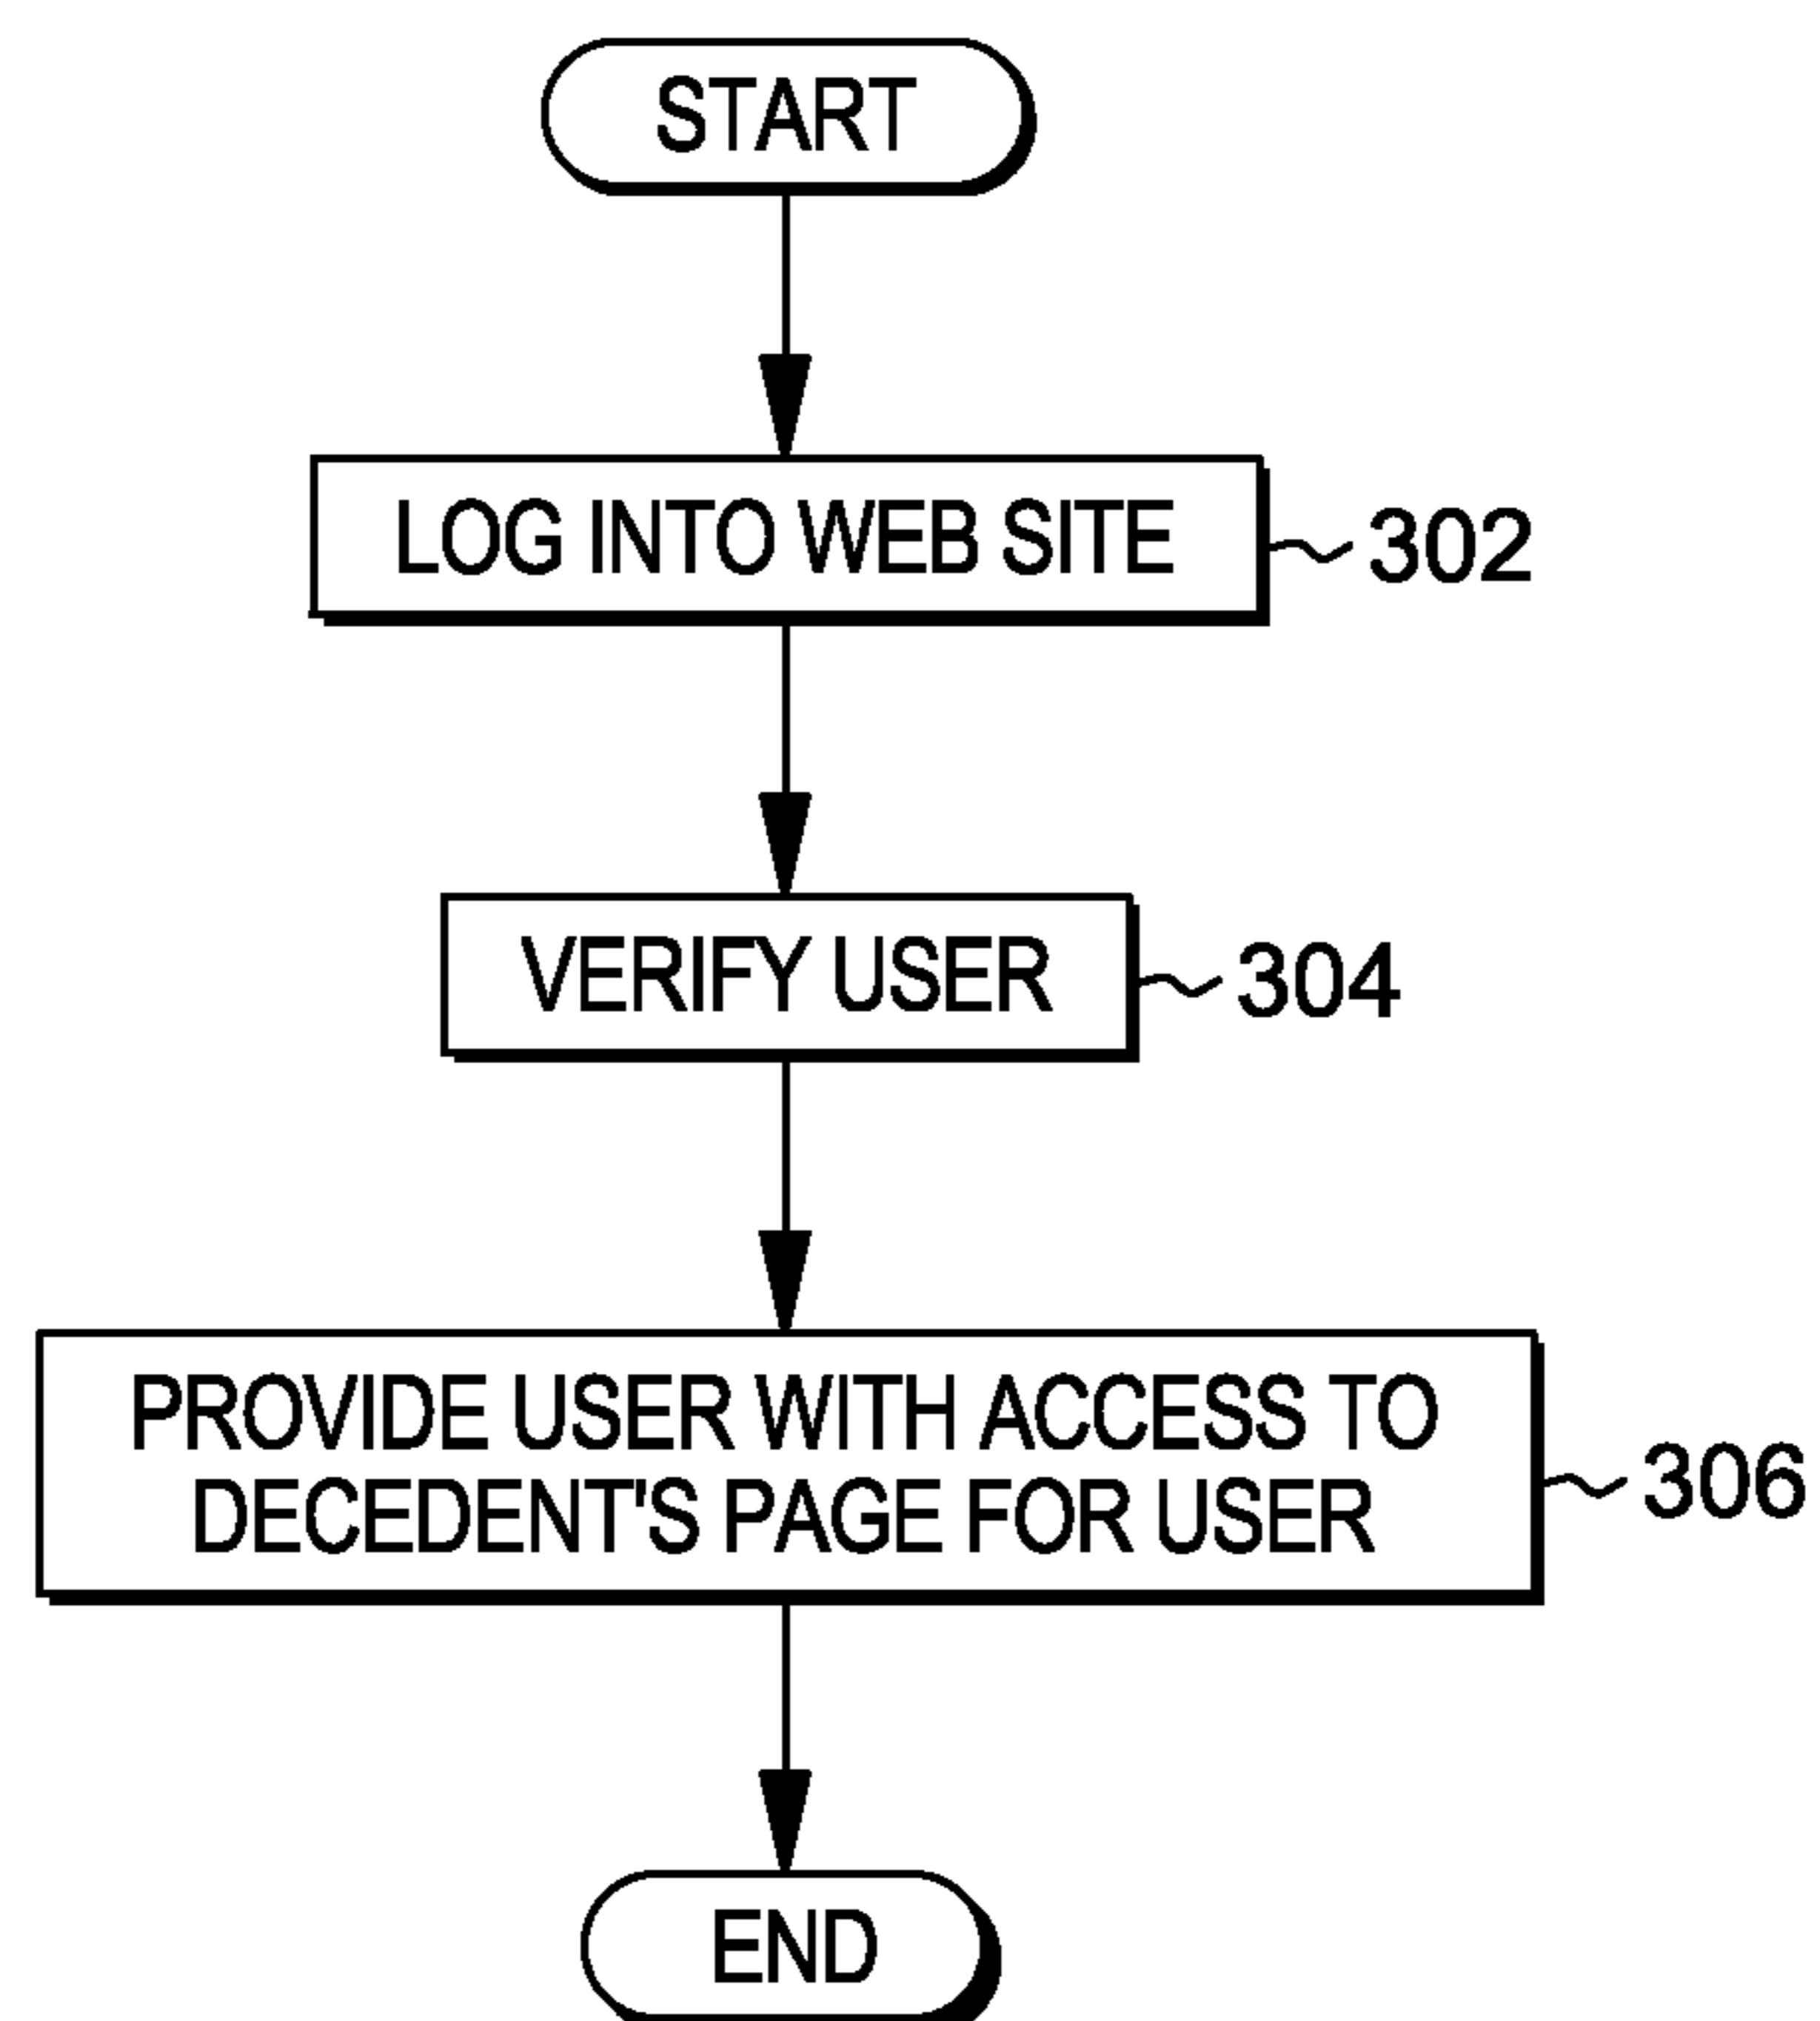 START
LOG INTO WEB SITE
302
VERIFY USER
304
PROVIDE USER WITH ACCESS TO
DECEDENT'S PAGE FOR USER
306
END